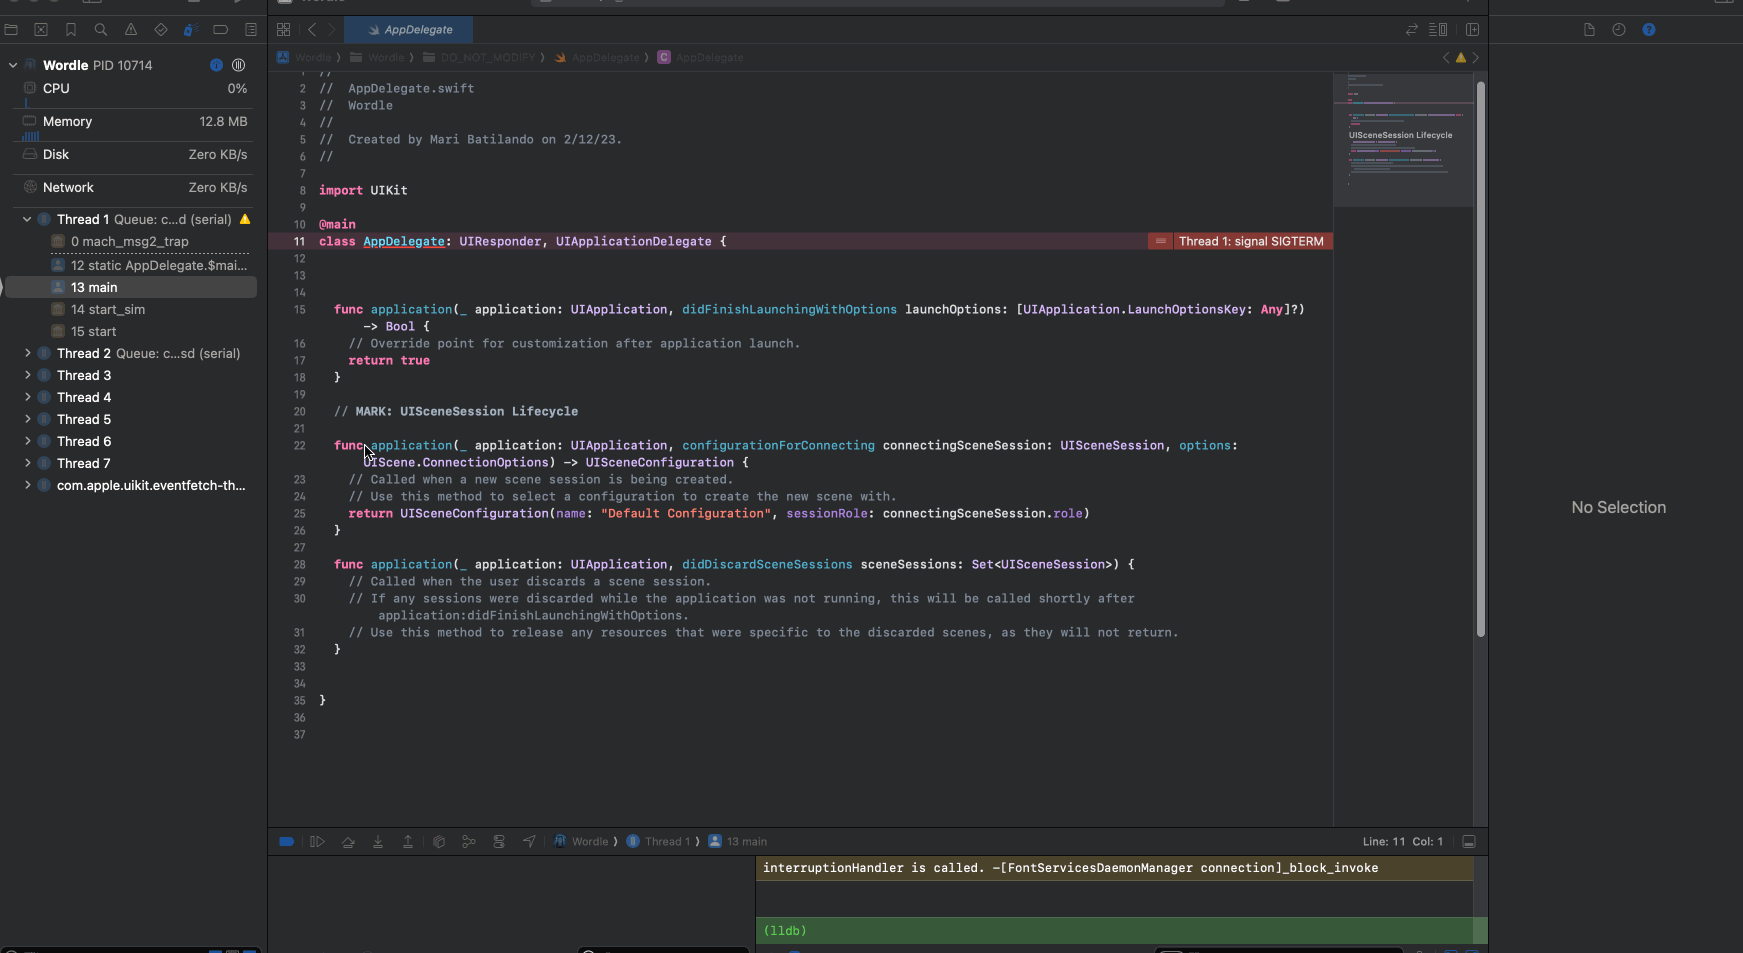 Wordle PID 10714
CPU 0%
Memory 12.8 MB
Disk Zero KB/s
Network Zero KB/s
Thread 1 Queue: c...d (serial)
0 mach_msg2_trap
12 static AppDelegate.$mai...
13 main
14 start_sim
15 start
Thread 2 Queue: c...sd (serial)
Thread 3
Thread 4
Thread 5
Thread 6
Thread 7
com.apple.uikit.eventfetch-th...
AppDelegate
Wordle ⟩ Wordle ⟩ DO_NOT_MODIFY ⟩ AppDelegate ⟩ C AppDelegate
1 //
2 //  AppDelegate.swift
3 //  Wordle
4 //
5 //  Created by Mari Batilando on 2/12/23.
6 //
7
8 import UIKit
9
10 @main
11 class AppDelegate: UIResponder, UIApplicationDelegate {
Thread 1: signal SIGTERM
12
13
14
15 func application(_ application: UIApplication, didFinishLaunchingWithOptions launchOptions: [UIApplication.LaunchOptionsKey: Any]?)
-> Bool {
16 // Override point for customization after application launch.
17 return true
18 }
19
20 // MARK: UISceneSession Lifecycle
21
22 func application(_ application: UIApplication, configurationForConnecting connectingSceneSession: UISceneSession, options:
UIScene.ConnectionOptions) -> UISceneConfiguration {
23 // Called when a new scene session is being created.
24 // Use this method to select a configuration to create the new scene with.
25 return UISceneConfiguration(name: "Default Configuration", sessionRole: connectingSceneSession.role)
26 }
27
28 func application(_ application: UIApplication, didDiscardSceneSessions sceneSessions: Set<UISceneSession>) {
29 // Called when the user discards a scene session.
30 // If any sessions were discarded while the application was not running, this will be called shortly after
application:didFinishLaunchingWithOptions.
31 // Use this method to release any resources that were specific to the discarded scenes, as they will not return.
32 }
33
34
35 }
36
37
UISceneSession Lifecycle
No Selection
Wordle ⟩ Thread 1 ⟩ 13 main
Line: 11 Col: 1
interruptionHandler is called. -[FontServicesDaemonManager connection]_block_invoke
(lldb)